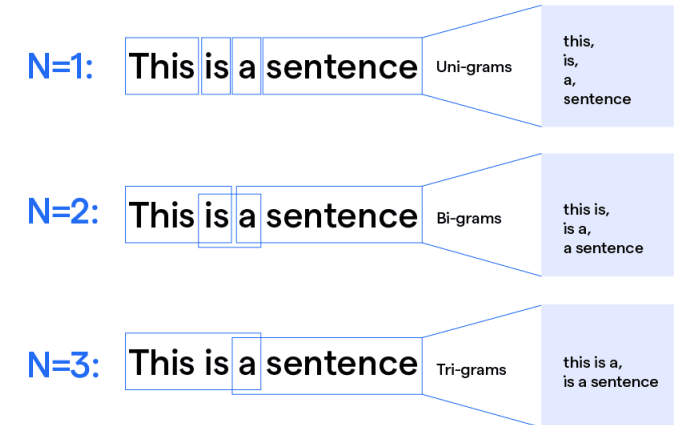 N=1: This is a sentence Uni-grams
this,
is,
a,
sentence
N=2: This is a sentence Bi-grams
this is,
is a,
a sentence
N=3: This is a sentence Tri-grams
this is a,
is a sentence